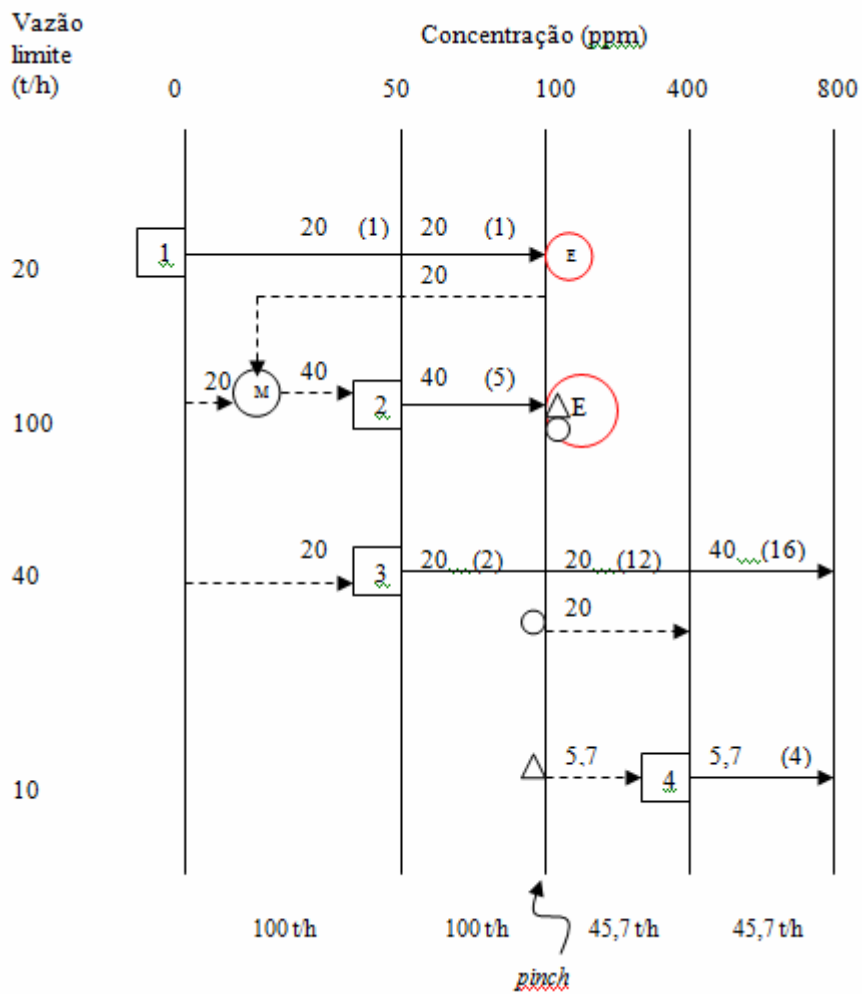 Vazão
limite
(t/h)
Concentração (ppm)
0 50 100 400 800
20 (1) 20 (1)
1 E
20
20
20 40 40 (5)
M 2 E
100
20 20 (2) 20 (12) 40 (16)
3
40
20
5,7 5,7 (4)
4
10
100 t/h 100 t/h 45,7 t/h 45,7 t/h
pinch